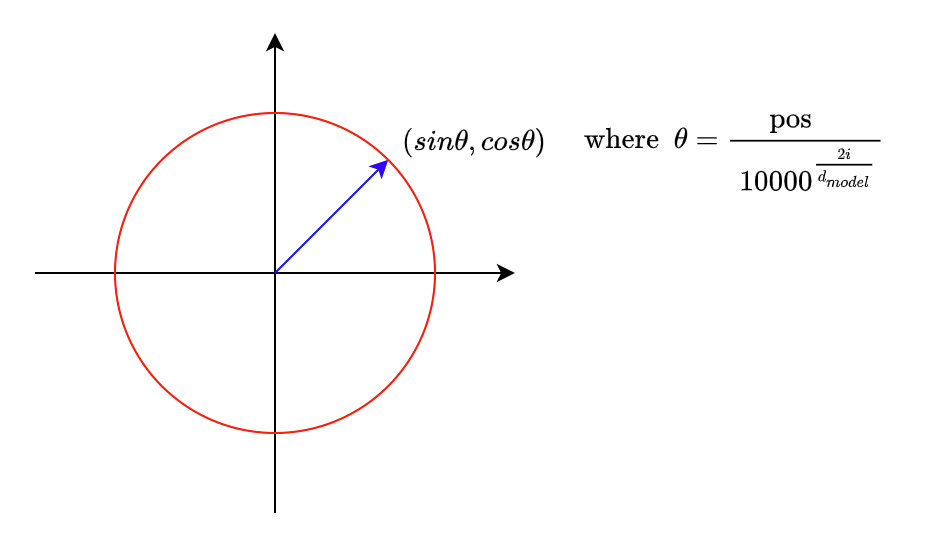 (sinθ, cosθ) where θ = pos / 10000^(2i / d_model)